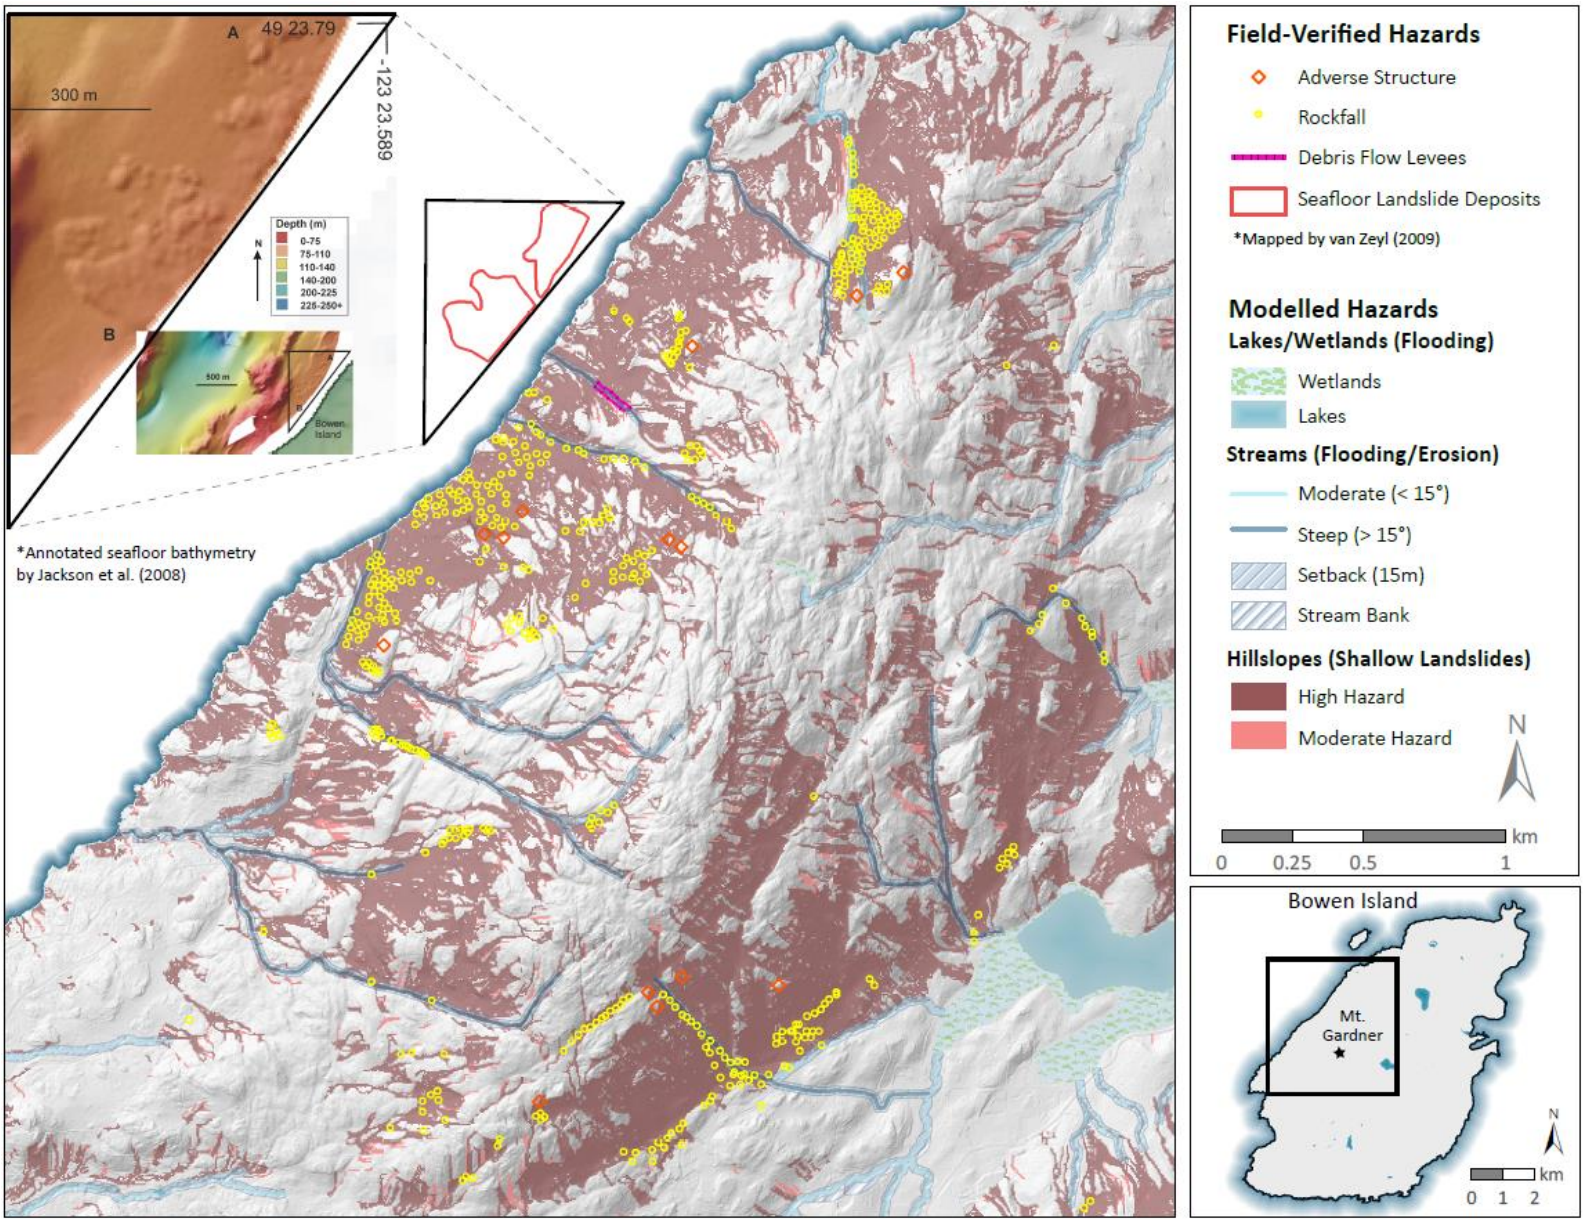 A
49 23.79
-123 23.589
300 m
Depth (m)
0-75
75-110
110-140
140-200
200-225
225-250+
N
B
500 m
A
B
Bowen
Island
*Annotated seafloor bathymetry
by Jackson et al. (2008)
Field-Verified Hazards
Adverse Structure
Rockfall
Debris Flow Levees
Seafloor Landslide Deposits
*Mapped by van Zeyl (2009)
Modelled Hazards
Lakes/Wetlands (Flooding)
Wetlands
Lakes
Streams (Flooding/Erosion)
Moderate (< 15°)
Steep (> 15°)
Setback (15m)
Stream Bank
Hillslopes (Shallow Landslides)
High Hazard
Moderate Hazard
N
km
0 0.25 0.5 1
Bowen Island
Mt.
Gardner
N
km
0 1 2